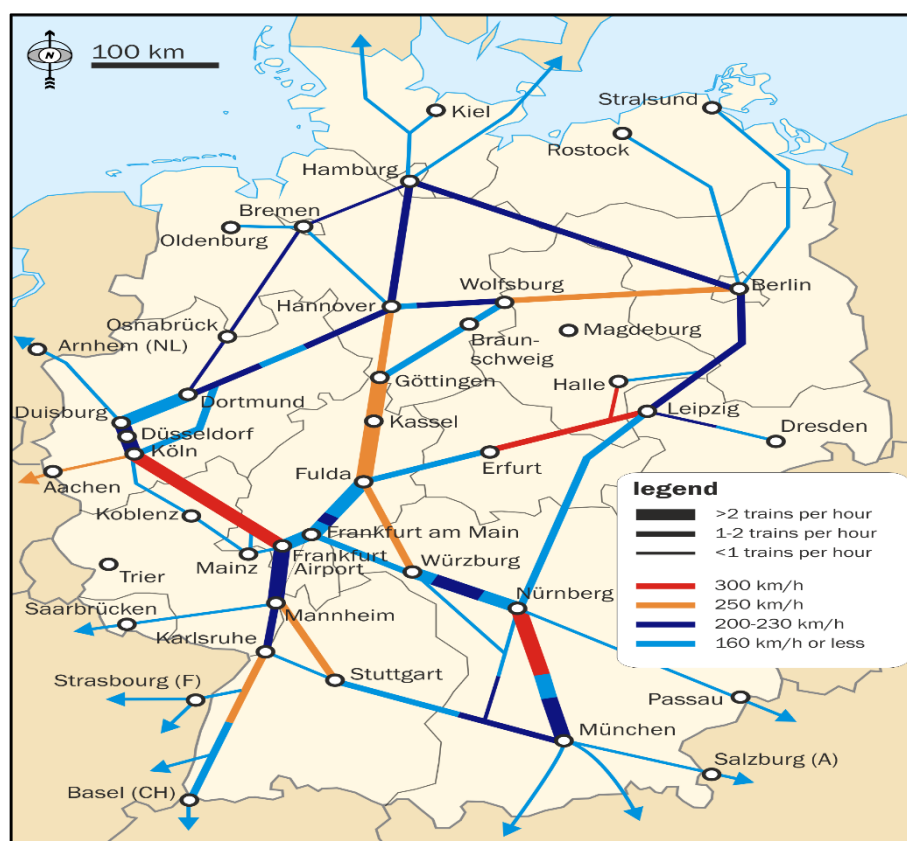 N
100 km
Kiel
Stralsund
Rostock
Hamburg
Bremen
Oldenburg
Wolfsburg
Berlin
Hannover
Osnabrück
Magdeburg
Braun-
schweig
Arnhem (NL)
Göttingen
Halle
Dortmund
Leipzig
Duisburg
Düsseldorf
Kassel
Dresden
Köln
Erfurt
Fulda
Aachen
Koblenz
Frankfurt am Main
Frankfurt
Airport
Mainz
Würzburg
Trier
Nürnberg
Saarbrücken
Mannheim
Karlsruhe
Stuttgart
Strasbourg (F)
Passau
München
Salzburg (A)
Basel (CH)
legend
>2 trains per hour
1-2 trains per hour
<1 trains per hour
300 km/h
250 km/h
200-230 km/h
160 km/h or less